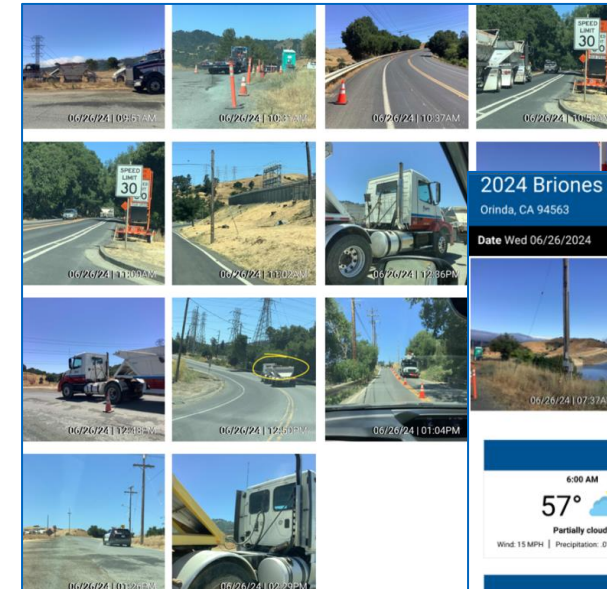 SPEED
LIMIT
30
06/26/24 | 09:51AM
06/26/24 | 10:37AM
SPEED
LIMIT
30
06/26/24 | 11:02AM
06/26/24 | 12:36PM
2024 Briones
Orinda, CA 94563
Date Wed 06/26/2024
06/26/24 | 07:37A
06/26/24 | 12:50PM
06/26/24 | 01:04PM
6:00 AM
57°
Partially cloud
Wind: 15 MPH | Precipitation: .0
06/26/24 | 02:29PM